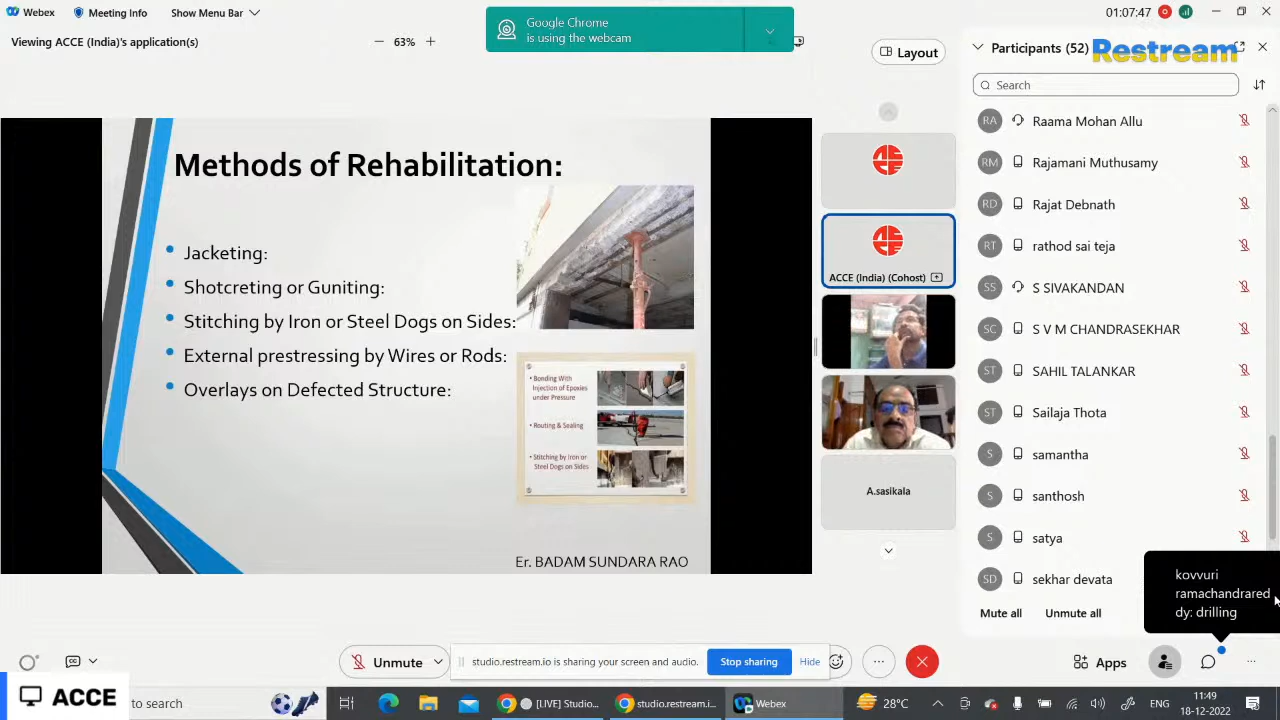 Webex
Meeting Info
Show Menu Bar
Google Chrome
is using the webcam
01:07:47
Viewing ACCE (India)'s application(s)
63%
Layout
Participants (52)
Restream
Search
Methods of Rehabilitation:
Jacketing:
Shotcreting or Guniting:
Stitching by Iron or Steel Dogs on Sides:
External prestressing by Wires or Rods:
Overlays on Defected Structure:
Bonding With
Injection of Epoxies
under Pressure
Routing & Sealing
Stitching by Iron or
Steel Dogs on Sides
Er. BADAM SUNDARA RAO
ACCE (India) (Cohost)
A.sasikala
RA Raama Mohan Allu
RM Rajamani Muthusamy
RD Rajat Debnath
RT rathod sai teja
SS S SIVAKANDAN
SC S V M CHANDRASEKHAR
ST SAHIL TALANKAR
ST Sailaja Thota
S samantha
S santhosh
S satya
SD sekhar devata
kovvuri
ramachandrared
dy: drilling
Mute all Unmute all
Unmute
studio.restream.io is sharing your screen and audio.
Stop sharing
Hide
Apps
ACCE
to search
[LIVE] Studio...
studio.restream.i...
Webex
28°C
ENG
11:49
18-12-2022